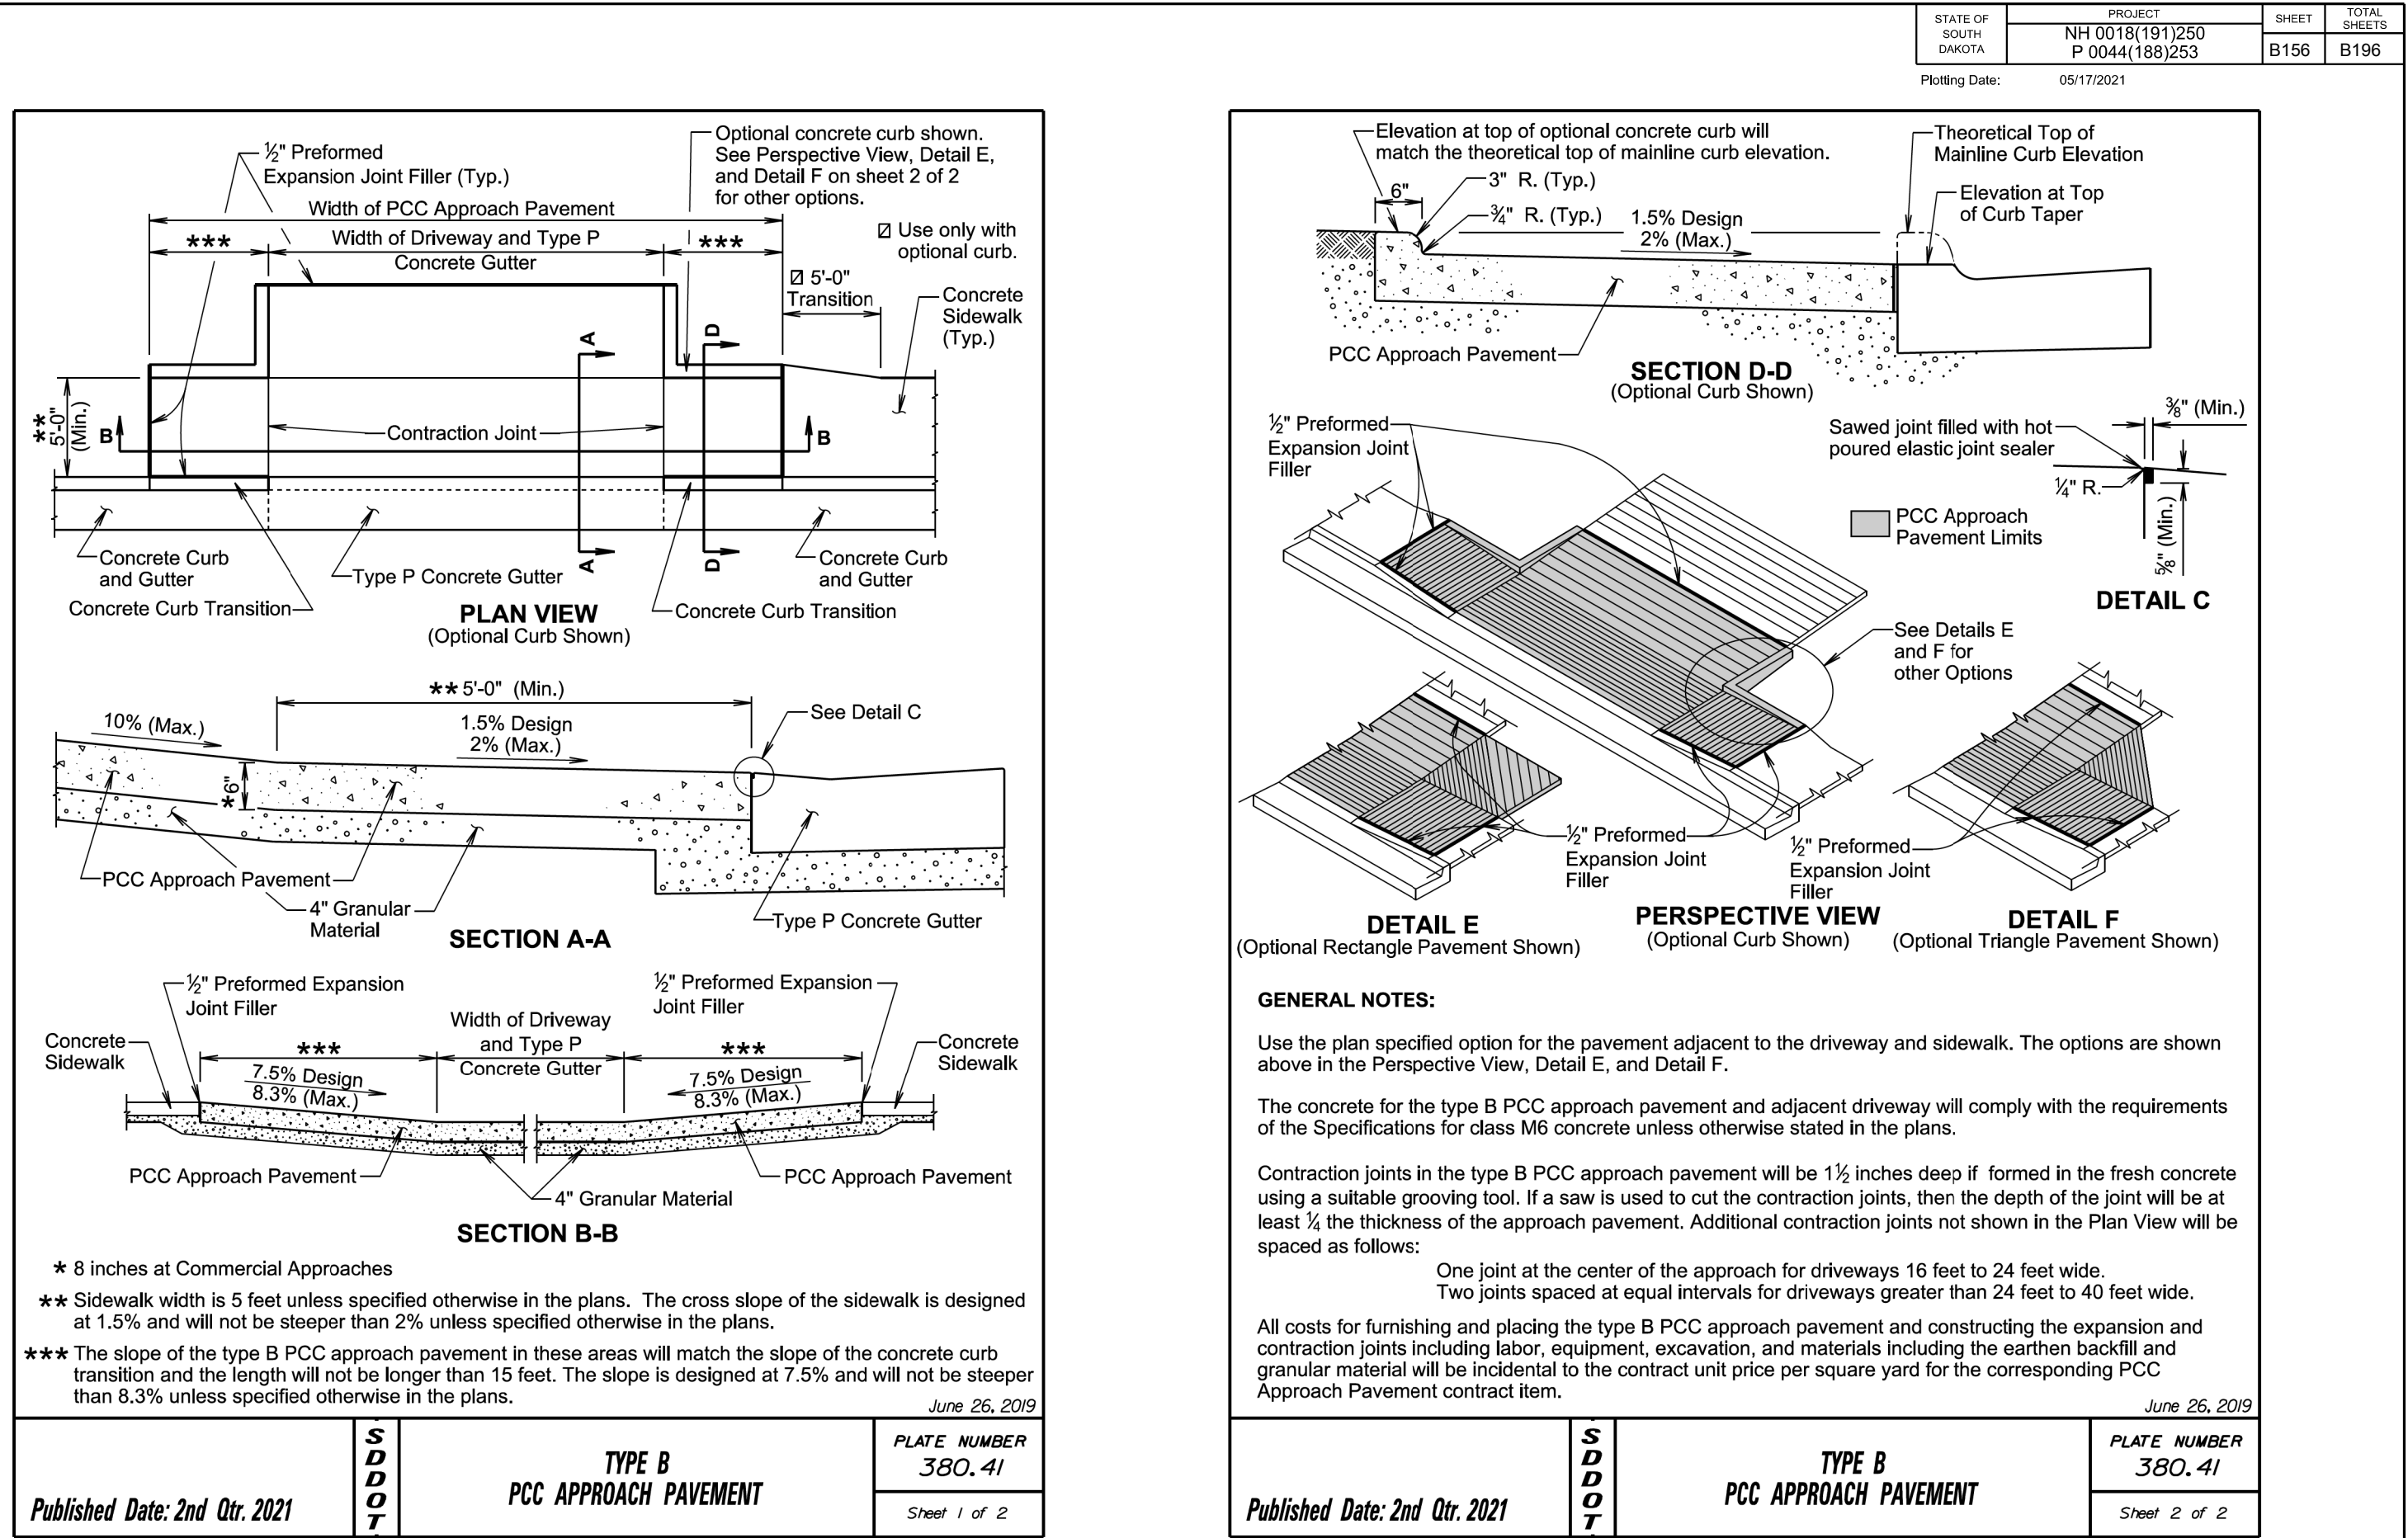 STATE OF
SOUTH
DAKOTA
PROJECT
NH 0018(191)250
P 0044(188)253
SHEET
B156
TOTAL
SHEETS
B196
Plotting Date: 05/17/2021
½" Preformed
Expansion Joint Filler (Typ.)
Optional concrete curb shown.
See Perspective View, Detail E,
and Detail F on sheet 2 of 2
for other options.
Width of PCC Approach Pavement
*** Width of Driveway and Type P ***
Concrete Gutter
⍁ Use only with
optional curb.
⍁ 5'-0"
Transition
Concrete
Sidewalk
(Typ.)
A
D
** 5'-0"
(Min.)
B
Contraction Joint
B
A
D
Concrete Curb
and Gutter
Type P Concrete Gutter
Concrete Curb
and Gutter
Concrete Curb Transition
PLAN VIEW
Concrete Curb Transition
(Optional Curb Shown)
** 5'-0" (Min.)
10% (Max.)
1.5% Design
2% (Max.)
See Detail C
*6"
PCC Approach Pavement
4" Granular
Material
Type P Concrete Gutter
SECTION A-A
½" Preformed Expansion
Joint Filler
½" Preformed Expansion
Joint Filler
Concrete
Sidewalk
Width of Driveway
and Type P
Concrete Gutter
Concrete
Sidewalk
***
***
7.5% Design
8.3% (Max.)
7.5% Design
8.3% (Max.)
PCC Approach Pavement
PCC Approach Pavement
4" Granular Material
SECTION B-B
* 8 inches at Commercial Approaches
** Sidewalk width is 5 feet unless specified otherwise in the plans. The cross slope of the sidewalk is designed
at 1.5% and will not be steeper than 2% unless specified otherwise in the plans.
*** The slope of the type B PCC approach pavement in these areas will match the slope of the concrete curb
transition and the length will not be longer than 15 feet. The slope is designed at 7.5% and will not be steeper
than 8.3% unless specified otherwise in the plans.
June 26, 2019
Published Date: 2nd Qtr. 2021
SDDOT
TYPE B
PCC APPROACH PAVEMENT
PLATE NUMBER
380.41
Sheet 1 of 2
Elevation at top of optional concrete curb will
match the theoretical top of mainline curb elevation.
Theoretical Top of
Mainline Curb Elevation
6"
3" R. (Typ.)
¾" R. (Typ.)
1.5% Design
2% (Max.)
Elevation at Top
of Curb Taper
PCC Approach Pavement
SECTION D-D
(Optional Curb Shown)
½" Preformed
Expansion Joint
Filler
Sawed joint filled with hot
poured elastic joint sealer
⅜" (Min.)
¼" R.
⅝" (Min.)
PCC Approach
Pavement Limits
DETAIL C
See Details E
and F for
other Options
½" Preformed
Expansion Joint
Filler
½" Preformed
Expansion Joint
Filler
DETAIL E
(Optional Rectangle Pavement Shown)
PERSPECTIVE VIEW
(Optional Curb Shown)
DETAIL F
(Optional Triangle Pavement Shown)
GENERAL NOTES:
Use the plan specified option for the pavement adjacent to the driveway and sidewalk. The options are shown
above in the Perspective View, Detail E, and Detail F.
The concrete for the type B PCC approach pavement and adjacent driveway will comply with the requirements
of the Specifications for class M6 concrete unless otherwise stated in the plans.
Contraction joints in the type B PCC approach pavement will be 1½ inches deep if formed in the fresh concrete
using a suitable grooving tool. If a saw is used to cut the contraction joints, then the depth of the joint will be at
least ¼ the thickness of the approach pavement. Additional contraction joints not shown in the Plan View will be
spaced as follows:
One joint at the center of the approach for driveways 16 feet to 24 feet wide.
Two joints spaced at equal intervals for driveways greater than 24 feet to 40 feet wide.
All costs for furnishing and placing the type B PCC approach pavement and constructing the expansion and
contraction joints including labor, equipment, excavation, and materials including the earthen backfill and
granular material will be incidental to the contract unit price per square yard for the corresponding PCC
Approach Pavement contract item.
June 26, 2019
Published Date: 2nd Qtr. 2021
SDDOT
TYPE B
PCC APPROACH PAVEMENT
PLATE NUMBER
380.41
Sheet 2 of 2